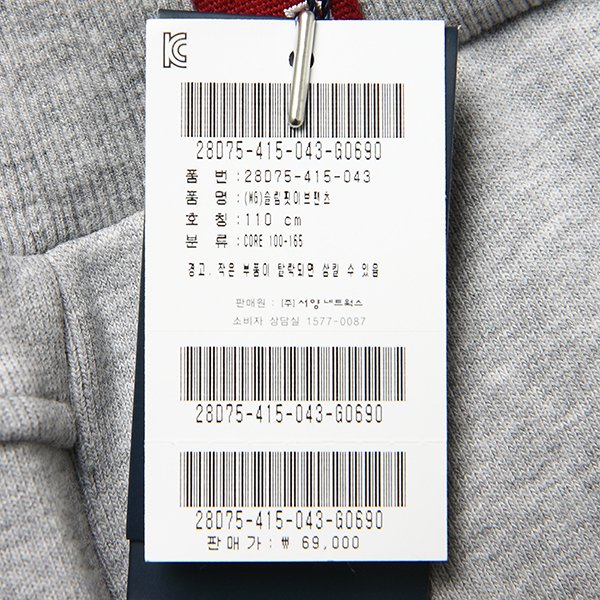 KC
28D75-415-043-G0690
품 번 :28D75-415-043
품 명 :(MG)슬림핏이브팬츠
호 칭 :110 cm
분 류 :CORE 100-165
경고. 작은 부품이 탈락되면 삼킬 수 있음
판매원 : (주) 서양네트웍스
소비자 상담실 1577-0087
28D75-415-043-G0690
28D75-415-043-G0690
판매가:₩ 69,000